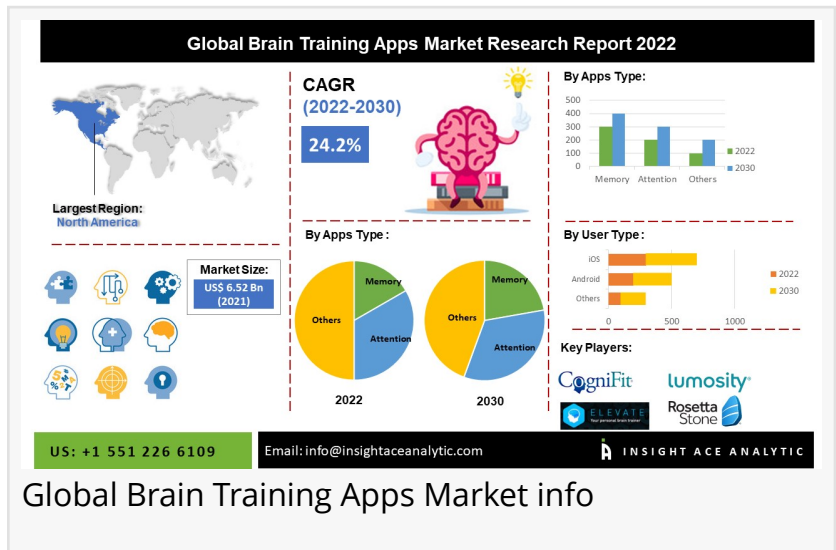 Global Brain Training Apps Market Research Report 2022
Largest Region:
North America
CAGR
(2022-2030)
24.2%
By Apps Type:
500
400
300
200
100
0
Memory Attention Others
2022
2030
Market Size:
US$ 6.52 Bn
(2021)
By Apps Type :
Memory
Others
Attention
2022
Memory
Others
Attention
2030
By User Type:
iOS
Android
Others
0 500 1000
2022
2030
Key Players:
CogniFit
lumosity
ELEVATE
Your personal brain trainer
Rosetta
Stone
US: +1 551 226 6109
Email: info@insightaceanalytic.com
INSIGHT ACE ANALYTIC
Global Brain Training Apps Market info